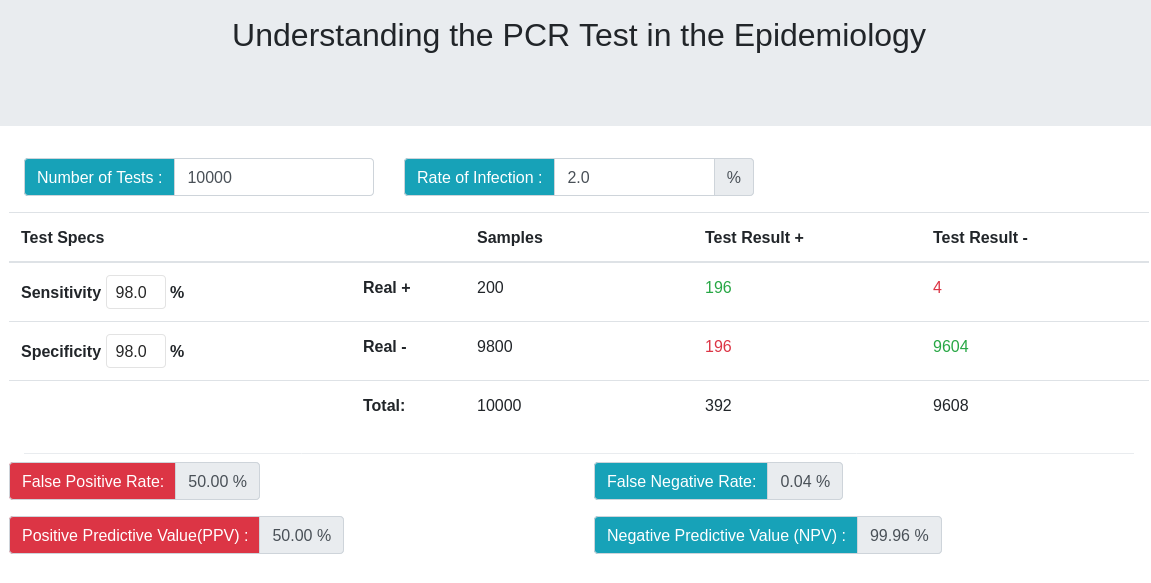 Understanding the PCR Test in the Epidemiology
Number of Tests : 10000 Rate of Infection : 2.0 %
Test Specs Samples Test Result + Test Result -
Sensitivity 98.0 % Real + 200 196 4
Specificity 98.0 % Real - 9800 196 9604
Total: 10000 392 9608
False Positive Rate: 50.00 % False Negative Rate: 0.04 %
Positive Predictive Value(PPV) : 50.00 % Negative Predictive Value (NPV) : 99.96 %